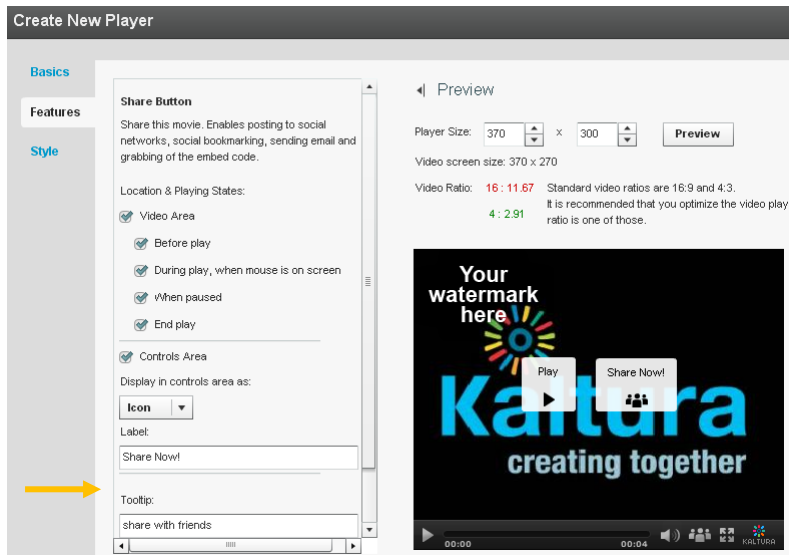 Create New Player
Basics
Features
Style
Share Button
Share this movie. Enables posting to social
networks, social bookmarking, sending email and
grabbing of the embed code.
Location & Playing States:
Video Area
Before play
During play, when mouse is on screen
When paused
End play
Controls Area
Display in controls area as:
Icon
Label:
Share Now!
Tooltip:
share with friends
Preview
Player Size: 370 x 300 Preview
Video screen size: 370 x 270
Video Ratio: 16 : 11.67 Standard video ratios are 16:9 and 4:3.
It is recommended that you optimize the video play
4 : 2.91 ratio is one of those.
Your
watermark
here
Play Share Now!
Kaltura
creating together
00:00 00:04 KALTURA